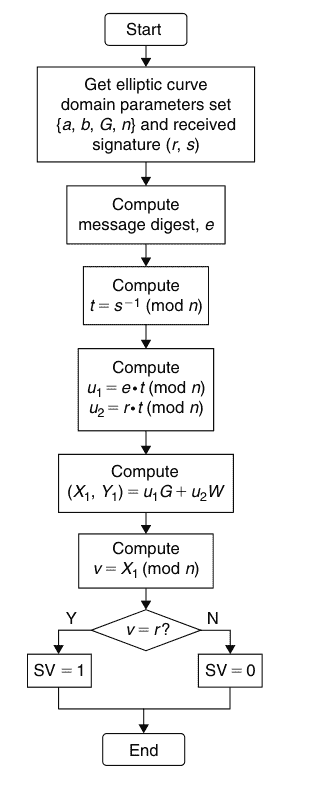 Start
Get elliptic curve
domain parameters set
{a, b, G, n} and received
signature (r, s)
Compute
message digest, e
Compute
t = s⁻¹ (mod n)
Compute
u₁ = e•t (mod n)
u₂ = r•t (mod n)
Compute
(X₁, Y₁) = u₁G + u₂W
Compute
v = X₁ (mod n)
Y
v = r?
N
SV = 1
SV = 0
End